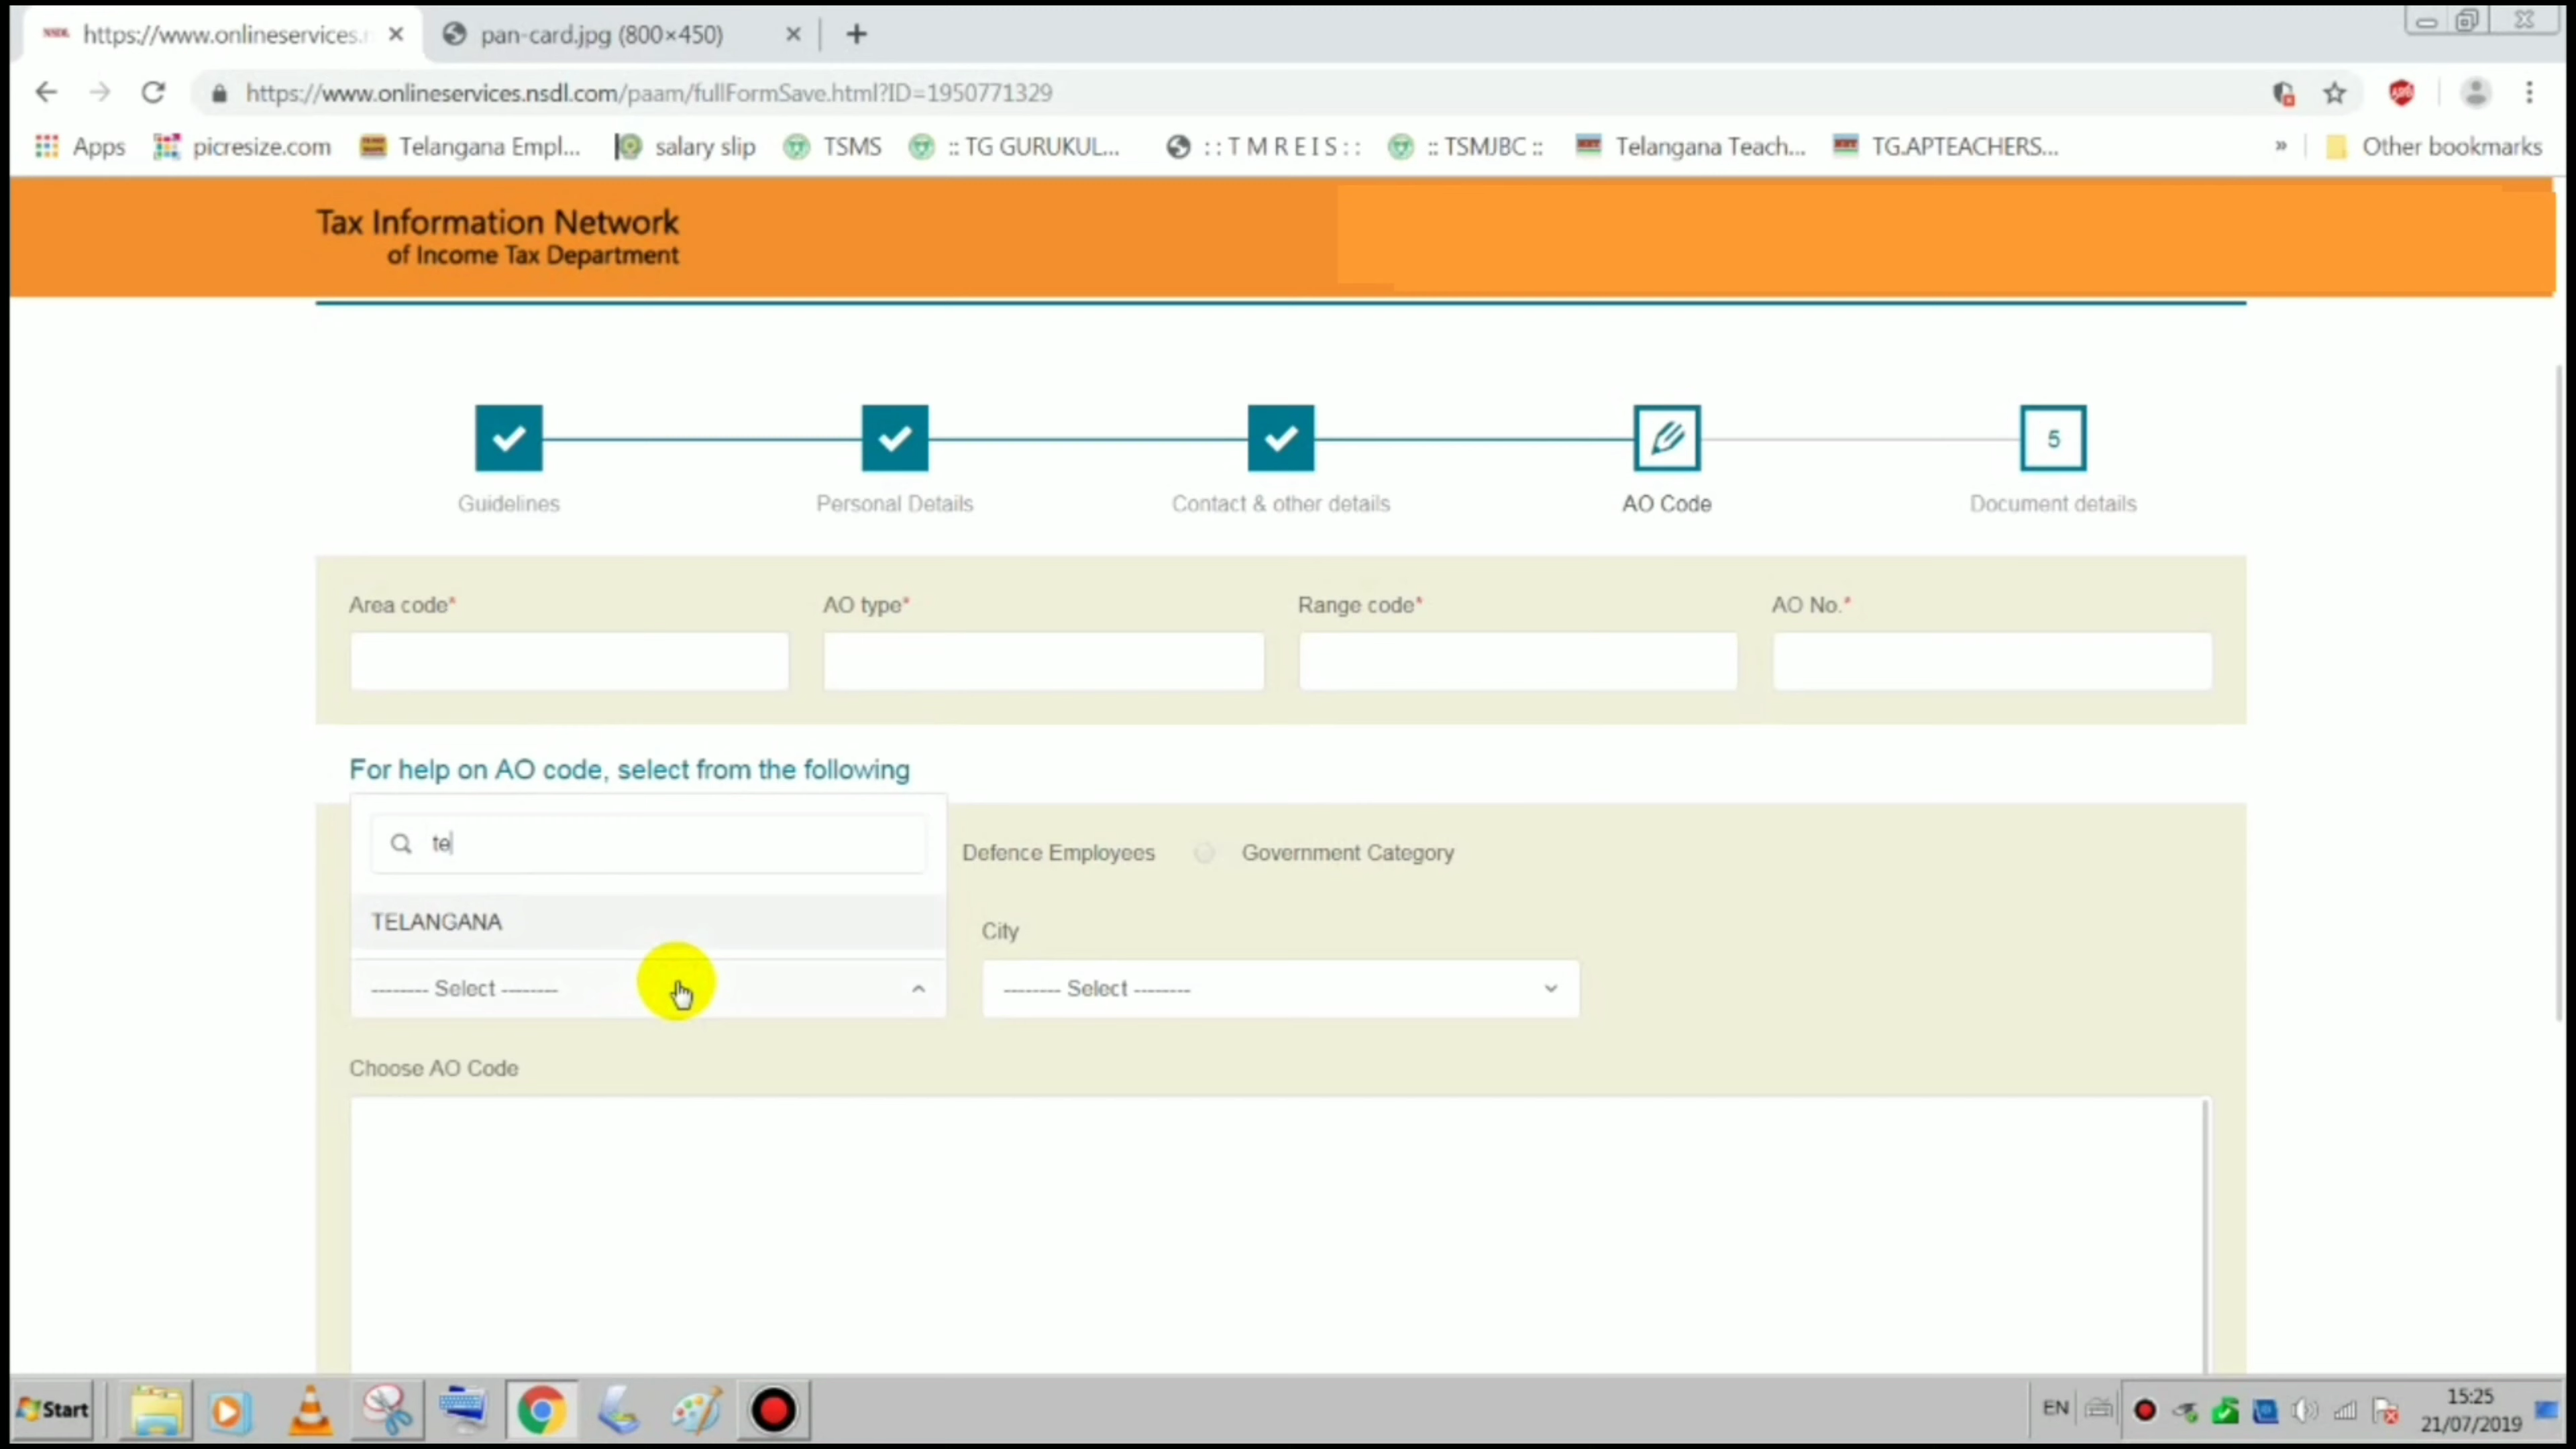 NSDL https://www.onlineservices.n
pan-card.jpg (800×450)
https://www.onlineservices.nsdl.com/paam/fullFormSave.html?ID=1950771329
Apps picresize.com Telangana Empl... salary slip TSMS :: TG GURUKUL... : : T M R E I S : : :: TSMJBC :: Telangana Teach... TG.APTEACHERS... » Other bookmarks
Tax Information Network
of Income Tax Department
5
Guidelines Personal Details Contact & other details AO Code Document details
Area code* AO type* Range code* AO No.*
For help on AO code, select from the following
te
Defence Employees Government Category
TELANGANA
City
-------- Select -------- -------- Select --------
Choose AO Code
Start
EN
15:25
21/07/2019